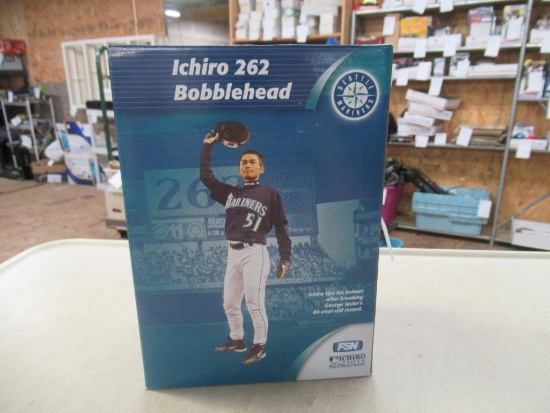 Ichiro 262
Bobblehead
SEATTLE
MARINERS
262
MARINERS
51
Ichiro tips his helmet
after breaking
George Sisler's
84-year-old record.
FSN
ICHIRO